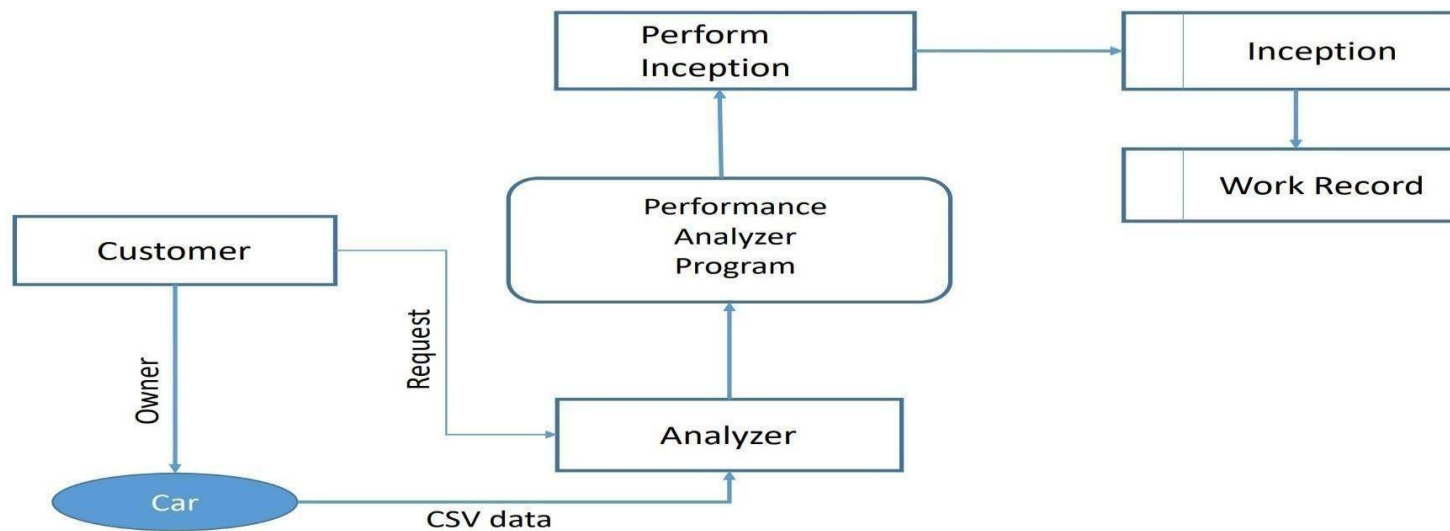 Perform
Inception
Inception
Work Record
Performance
Analyzer
Program
Customer
Owner
Request
Analyzer
Car
CSV data